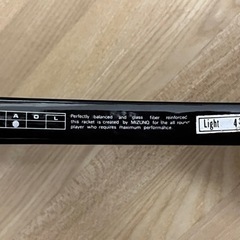 A D L
Perfectly balanced and glass fiber reinforced
this racket is created by MIZUNO for the all round
player who requires maximum performance
Light 4